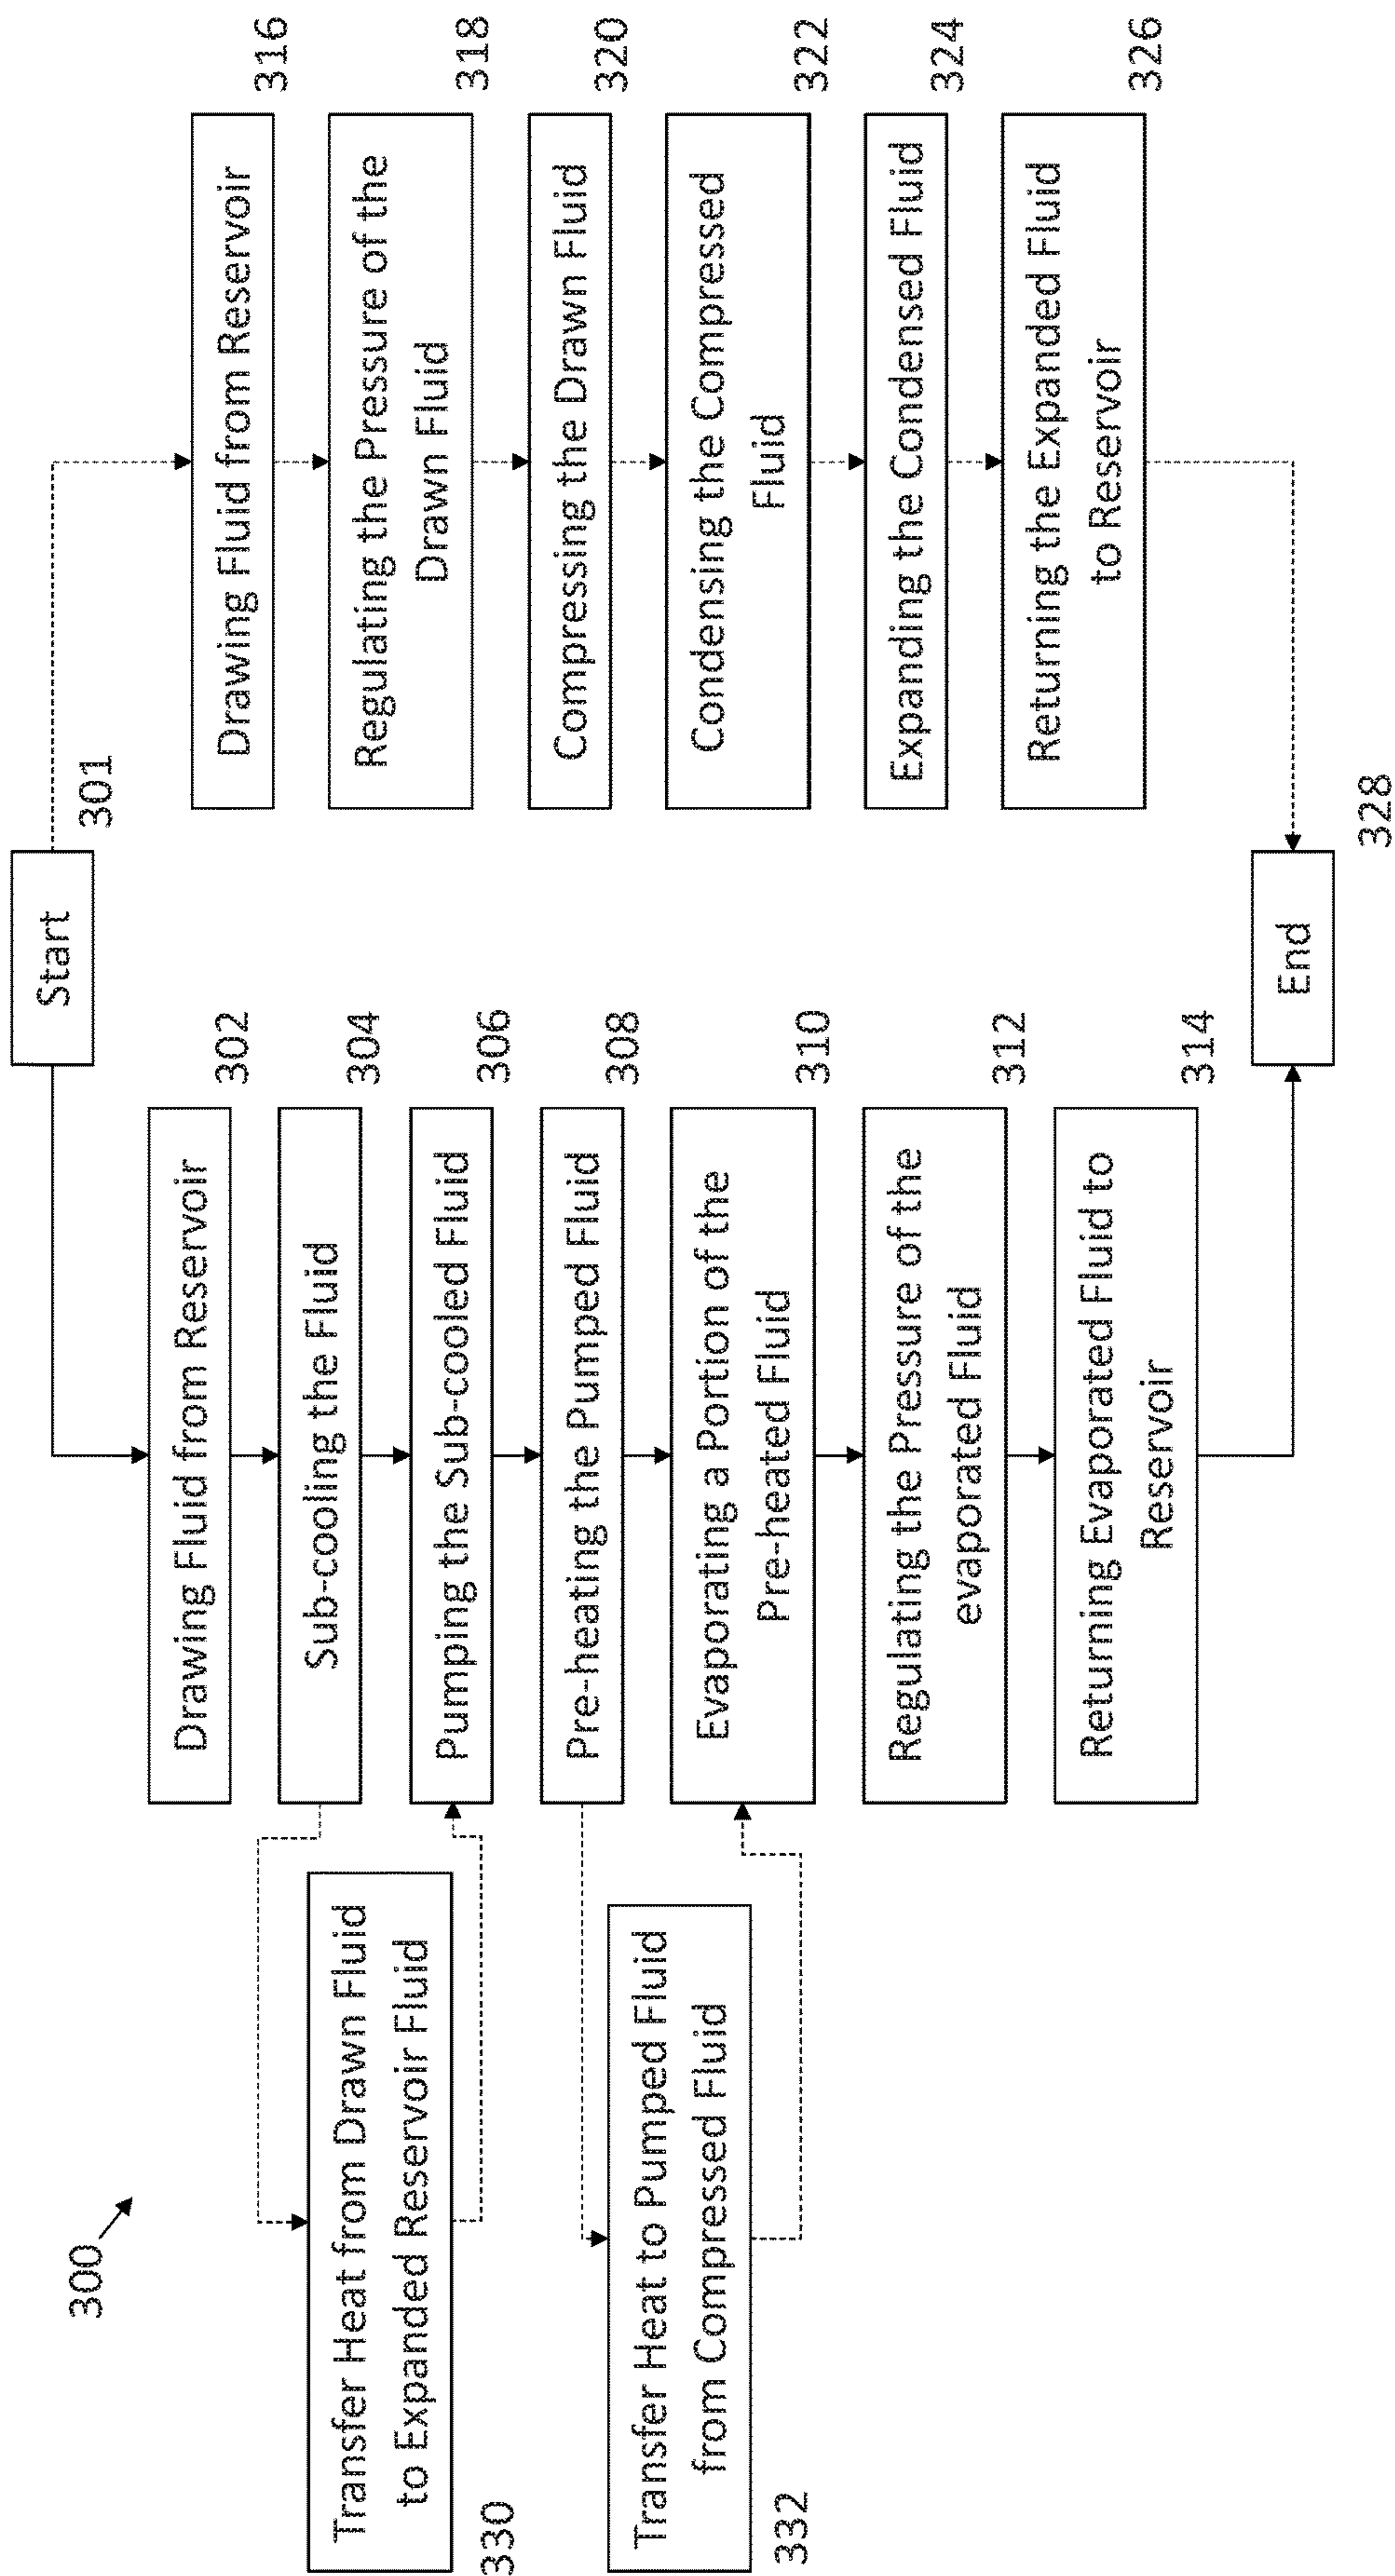 300
Start
301
Drawing Fluid from Reservoir
302
Sub-cooling the Fluid
304
Pumping the Sub-cooled Fluid
306
Pre-heating the Pumped Fluid
308
Evaporating a Portion of the
Pre-heated Fluid
310
Regulating the Pressure of the
evaporated Fluid
312
Returning Evaporated Fluid to
Reservoir
314
Transfer Heat from Drawn Fluid
to Expanded Reservoir Fluid
330
Transfer Heat to Pumped Fluid
from Compressed Fluid
332
Drawing Fluid from Reservoir
316
Regulating the Pressure of the
Drawn Fluid
318
Compressing the Drawn Fluid
320
Condensing the Compressed
Fluid
322
Expanding the Condensed Fluid
324
Returning the Expanded Fluid
to Reservoir
326
End
328